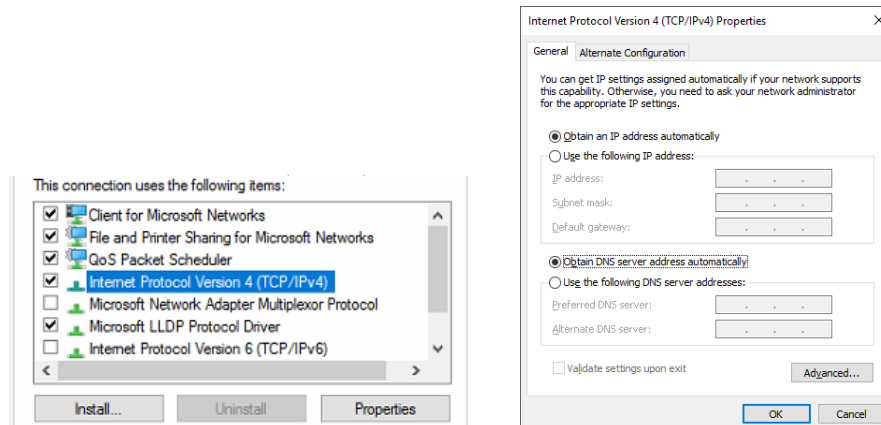 This connection uses the following items:
Client for Microsoft Networks
File and Printer Sharing for Microsoft Networks
QoS Packet Scheduler
Internet Protocol Version 4 (TCP/IPv4)
Microsoft Network Adapter Multiplexor Protocol
Microsoft LLDP Protocol Driver
Internet Protocol Version 6 (TCP/IPv6)
Install...
Uninstall
Properties
Internet Protocol Version 4 (TCP/IPv4) Properties
General
Alternate Configuration
You can get IP settings assigned automatically if your network supports
this capability. Otherwise, you need to ask your network administrator
for the appropriate IP settings.
Obtain an IP address automatically
Use the following IP address:
IP address:
Subnet mask:
Default gateway:
Obtain DNS server address automatically
Use the following DNS server addresses:
Preferred DNS server:
Alternate DNS server:
Validate settings upon exit
Advanced...
OK
Cancel